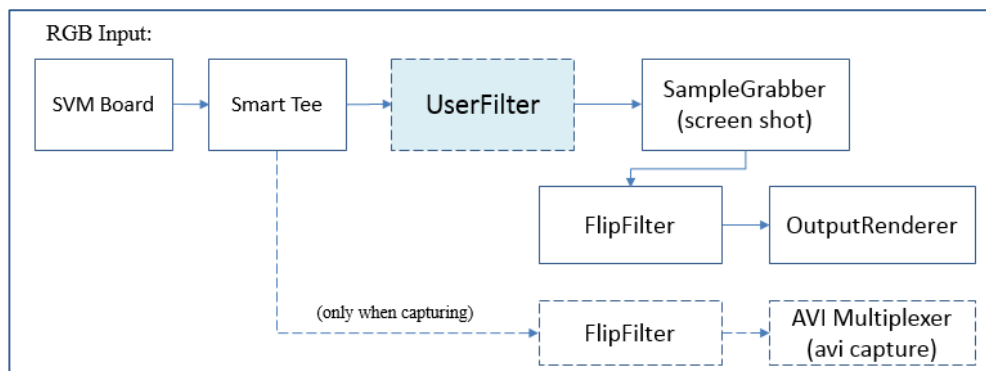 RGB Input:
SVM Board
Smart Tee
UserFilter
SampleGrabber
(screen shot)
FlipFilter
OutputRenderer
(only when capturing)
FlipFilter
AVI Multiplexer
(avi capture)